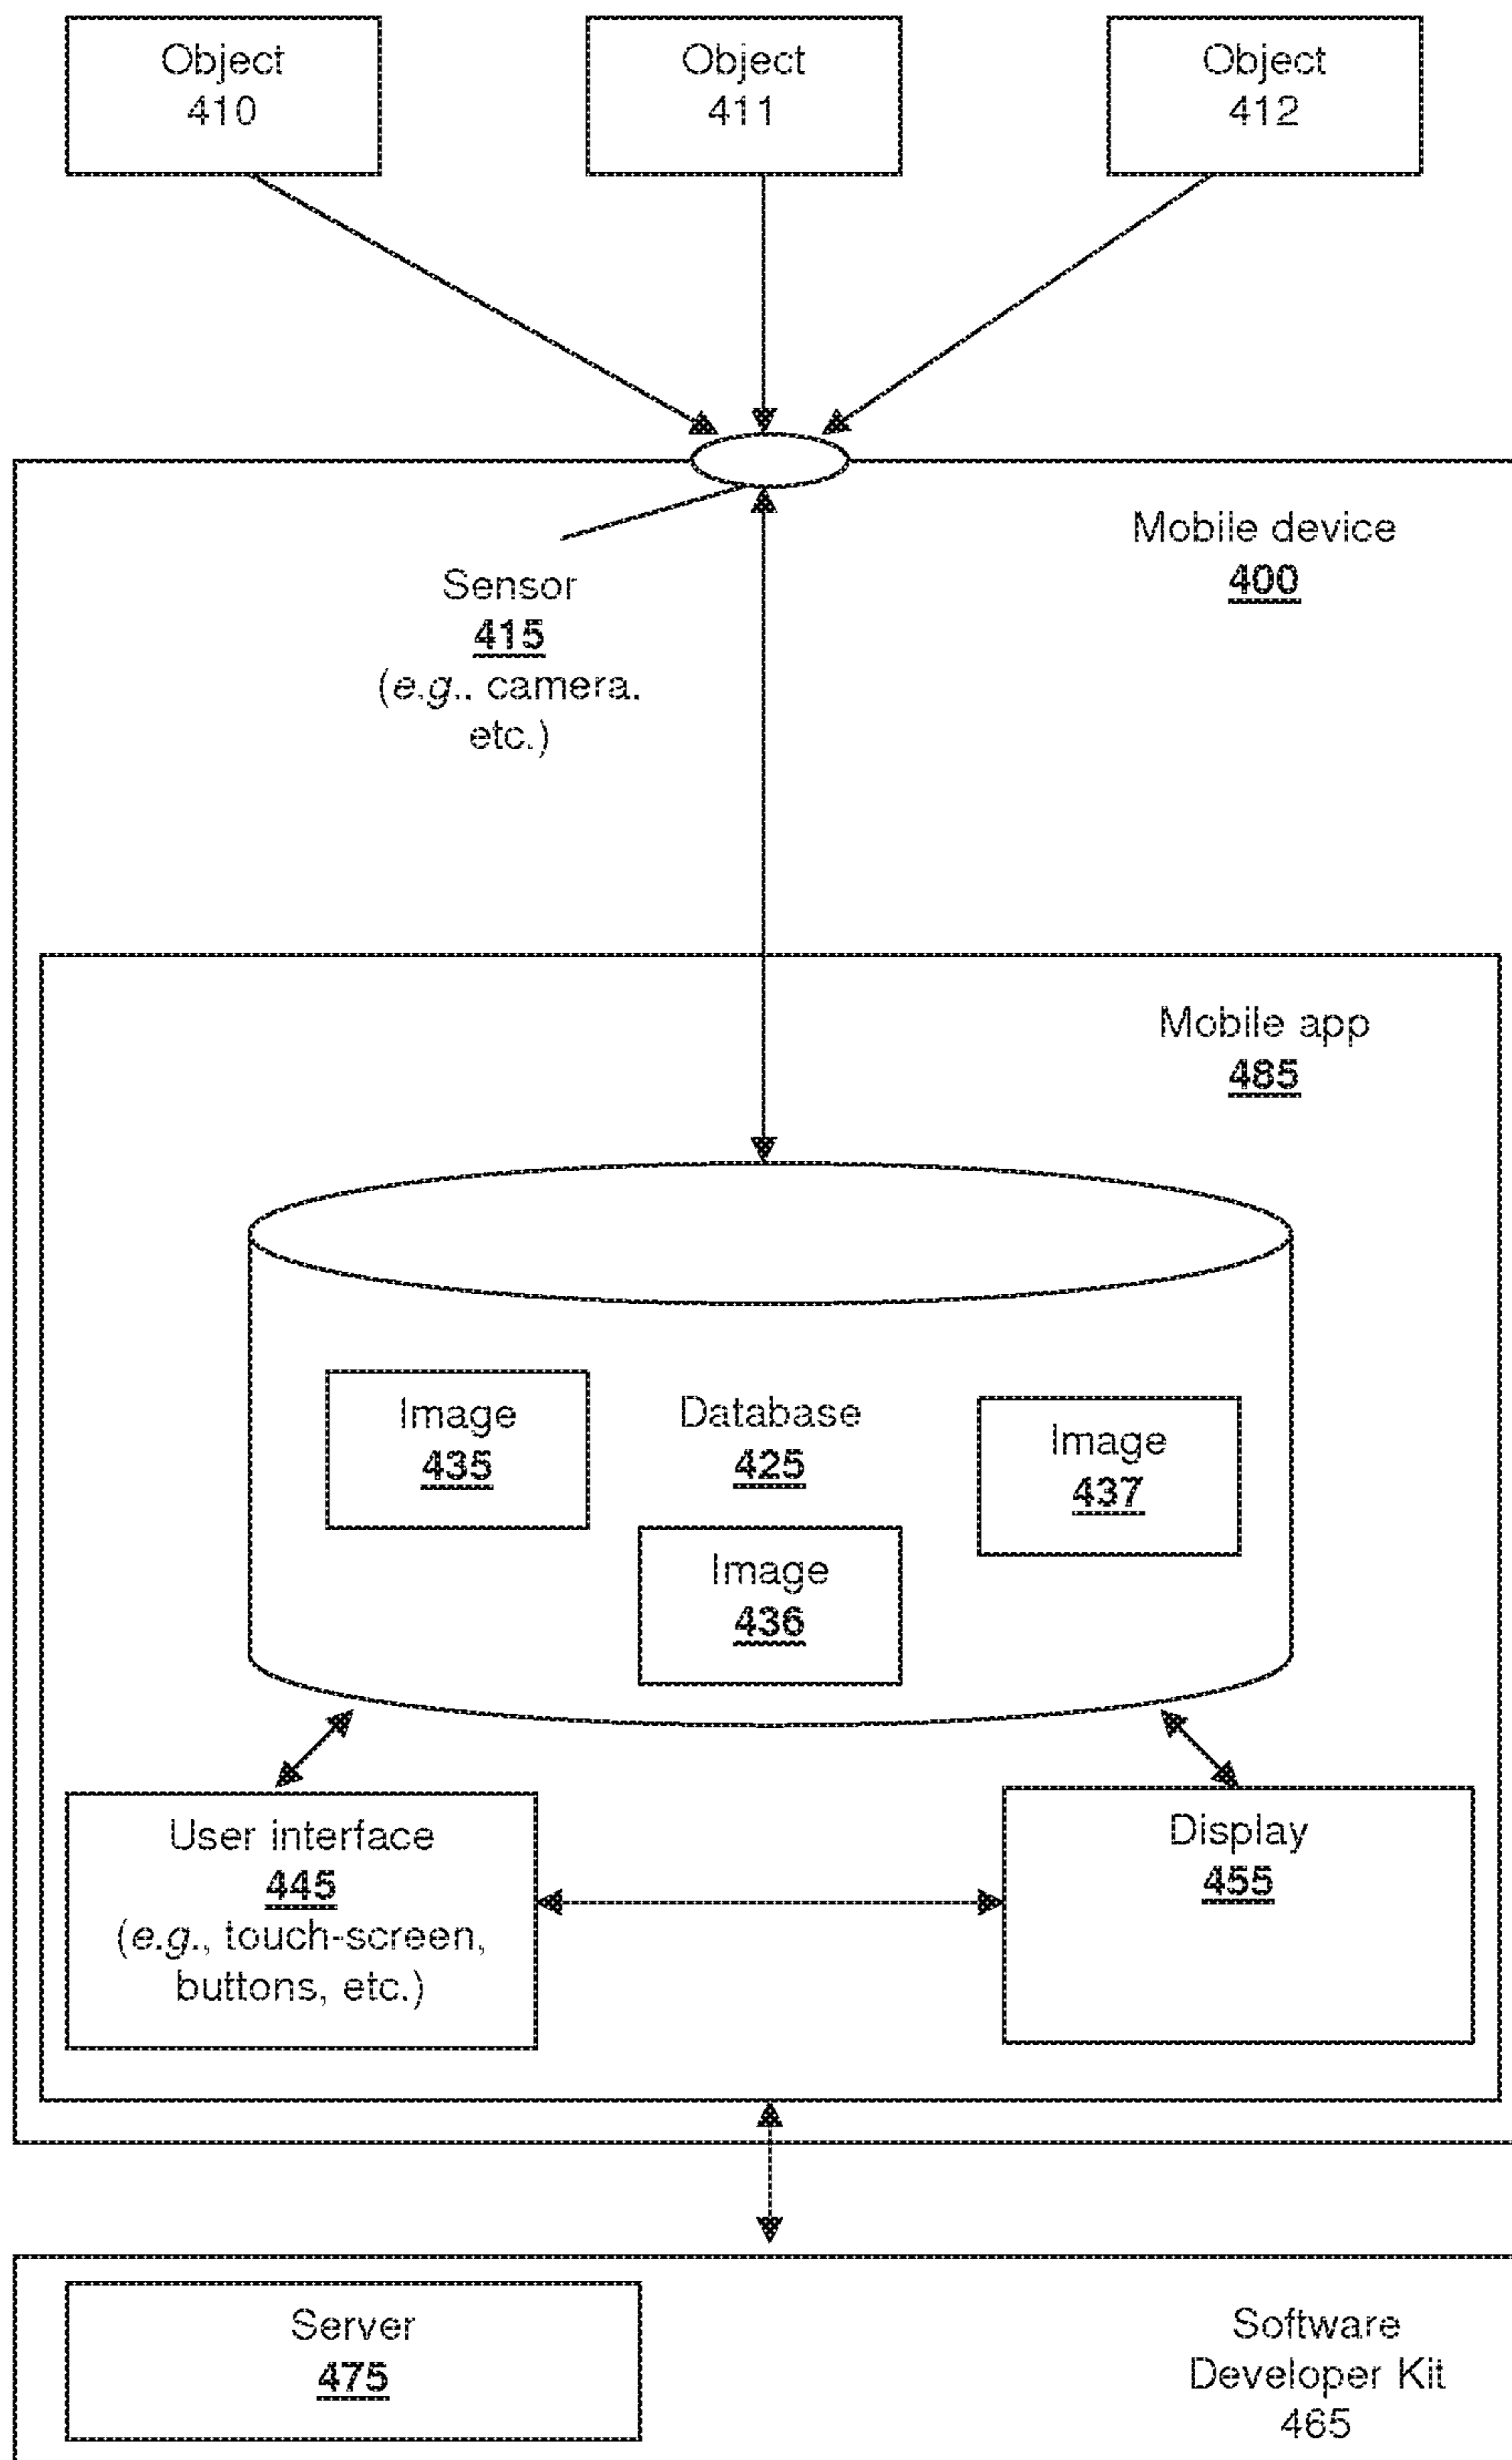 Object
410
Object
411
Object
412
Mobile device
400
Sensor
415
(e.g., camera,
etc.)
Mobile app
485
Image
435
Database
425
Image
437
Image
436
User interface
445
(e.g., touch-screen,
buttons, etc.)
Display
455
Server
475
Software
Developer Kit
465